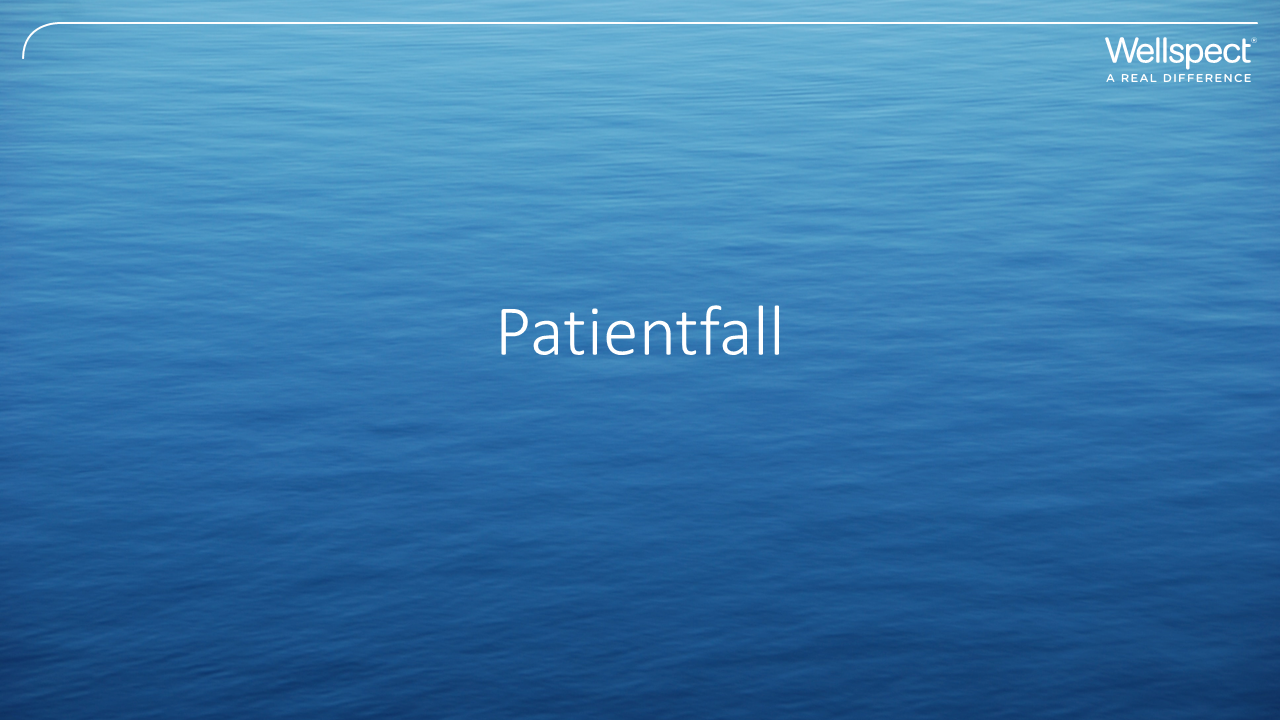 Wellspect®
A REAL DIFFERENCE
Patientfall